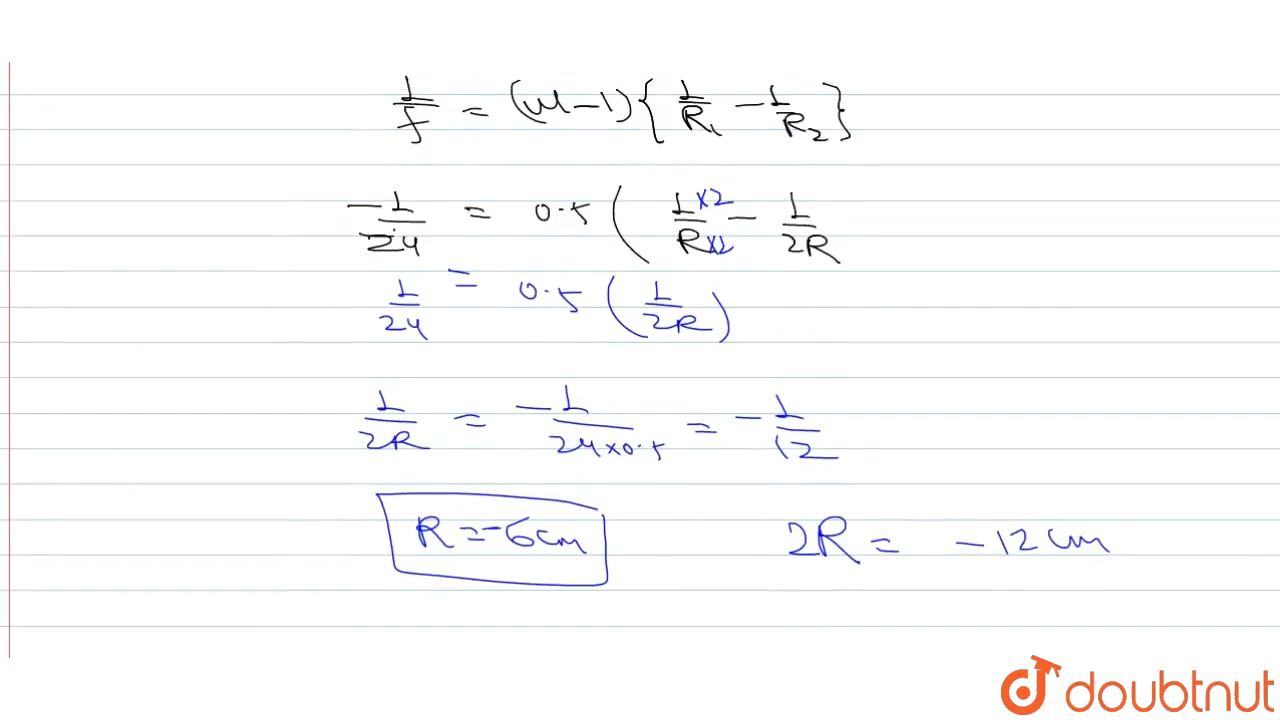 1/f = (μ-1){1/R₁ - 1/R₂}
-1/24 = 0.5 (1×2/R×2 - 1/2R
1/24 = 0.5 (1/2R)
1/2R = -1/24×0.5 = -1/12
R = -6cm 2R = -12 cm
doubtnut